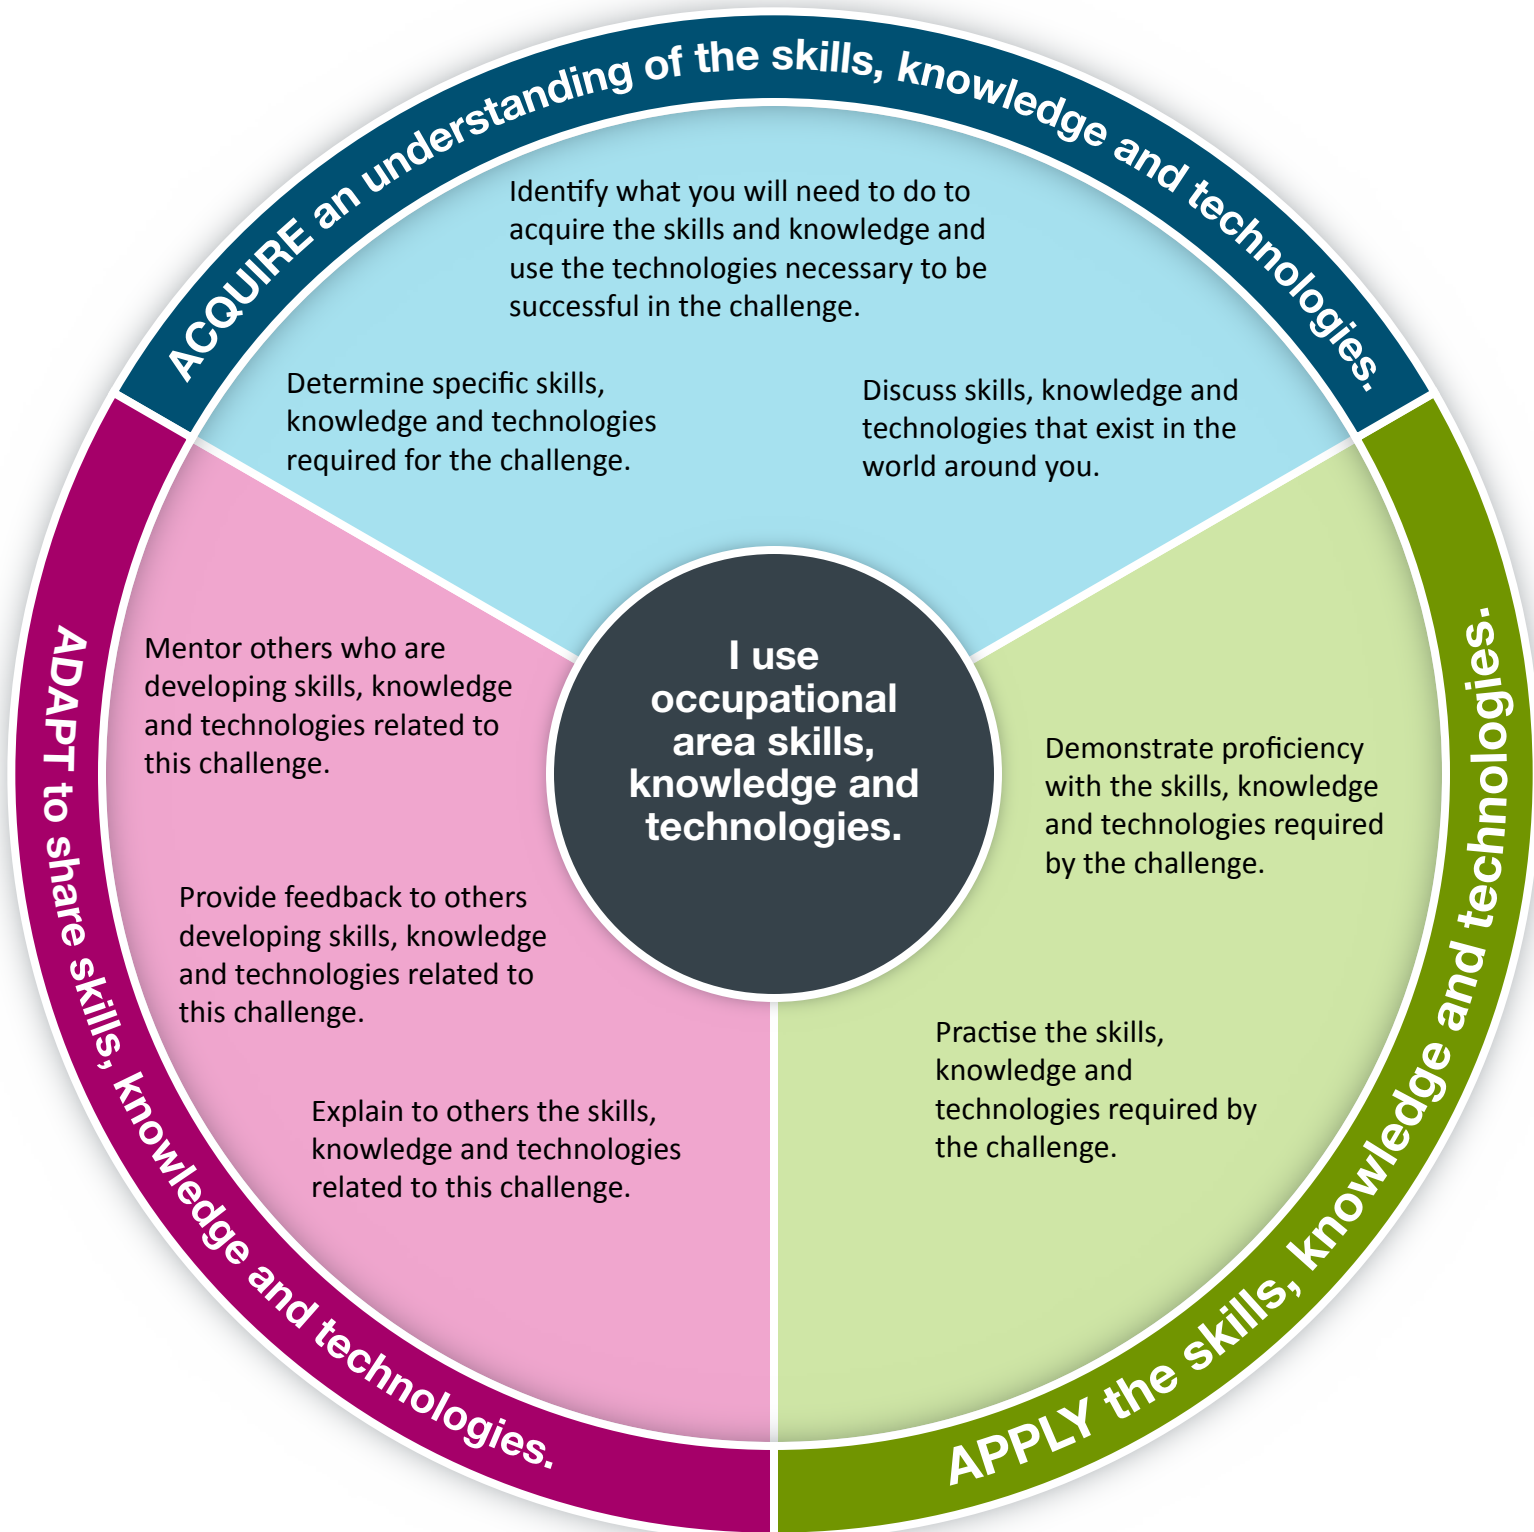 ACQUIRE an understanding of the skills, knowledge and technologies.
Identify what you will need to do to
acquire the skills and knowledge and
use the technologies necessary to be
successful in the challenge.
Determine specific skills,
knowledge and technologies
required for the challenge.
Discuss skills, knowledge and
technologies that exist in the
world around you.
I use
occupational
area skills,
knowledge and
technologies.
APPLY the skills, knowledge and technologies.
Demonstrate proficiency
with the skills, knowledge
and technologies required
by the challenge.
Practise the skills,
knowledge and
technologies required by
the challenge.
ADAPT to share skills, knowledge and technologies.
Mentor others who are
developing skills, knowledge
and technologies related to
this challenge.
Provide feedback to others
developing skills, knowledge
and technologies related to
this challenge.
Explain to others the skills,
knowledge and technologies
related to this challenge.